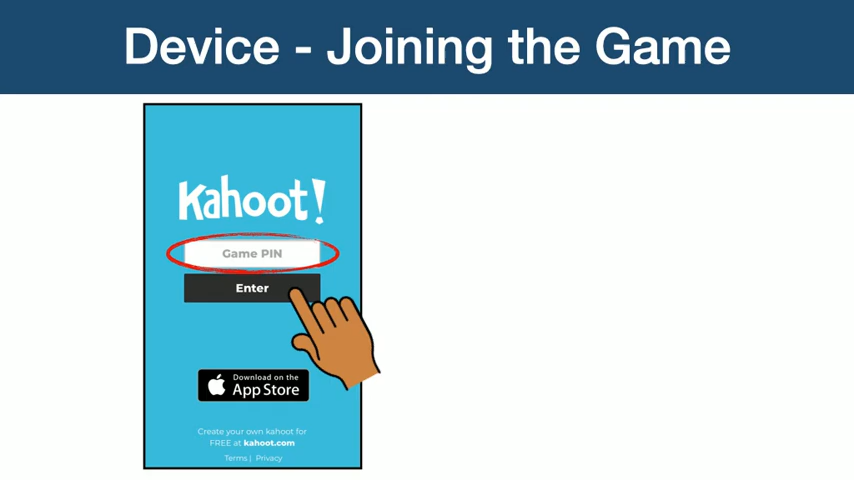 Device - Joining the Game
Kahoot!
Game PIN
Enter
Download on the
App Store
Create your own kahoot for
FREE at kahoot.com
Terms | Privacy